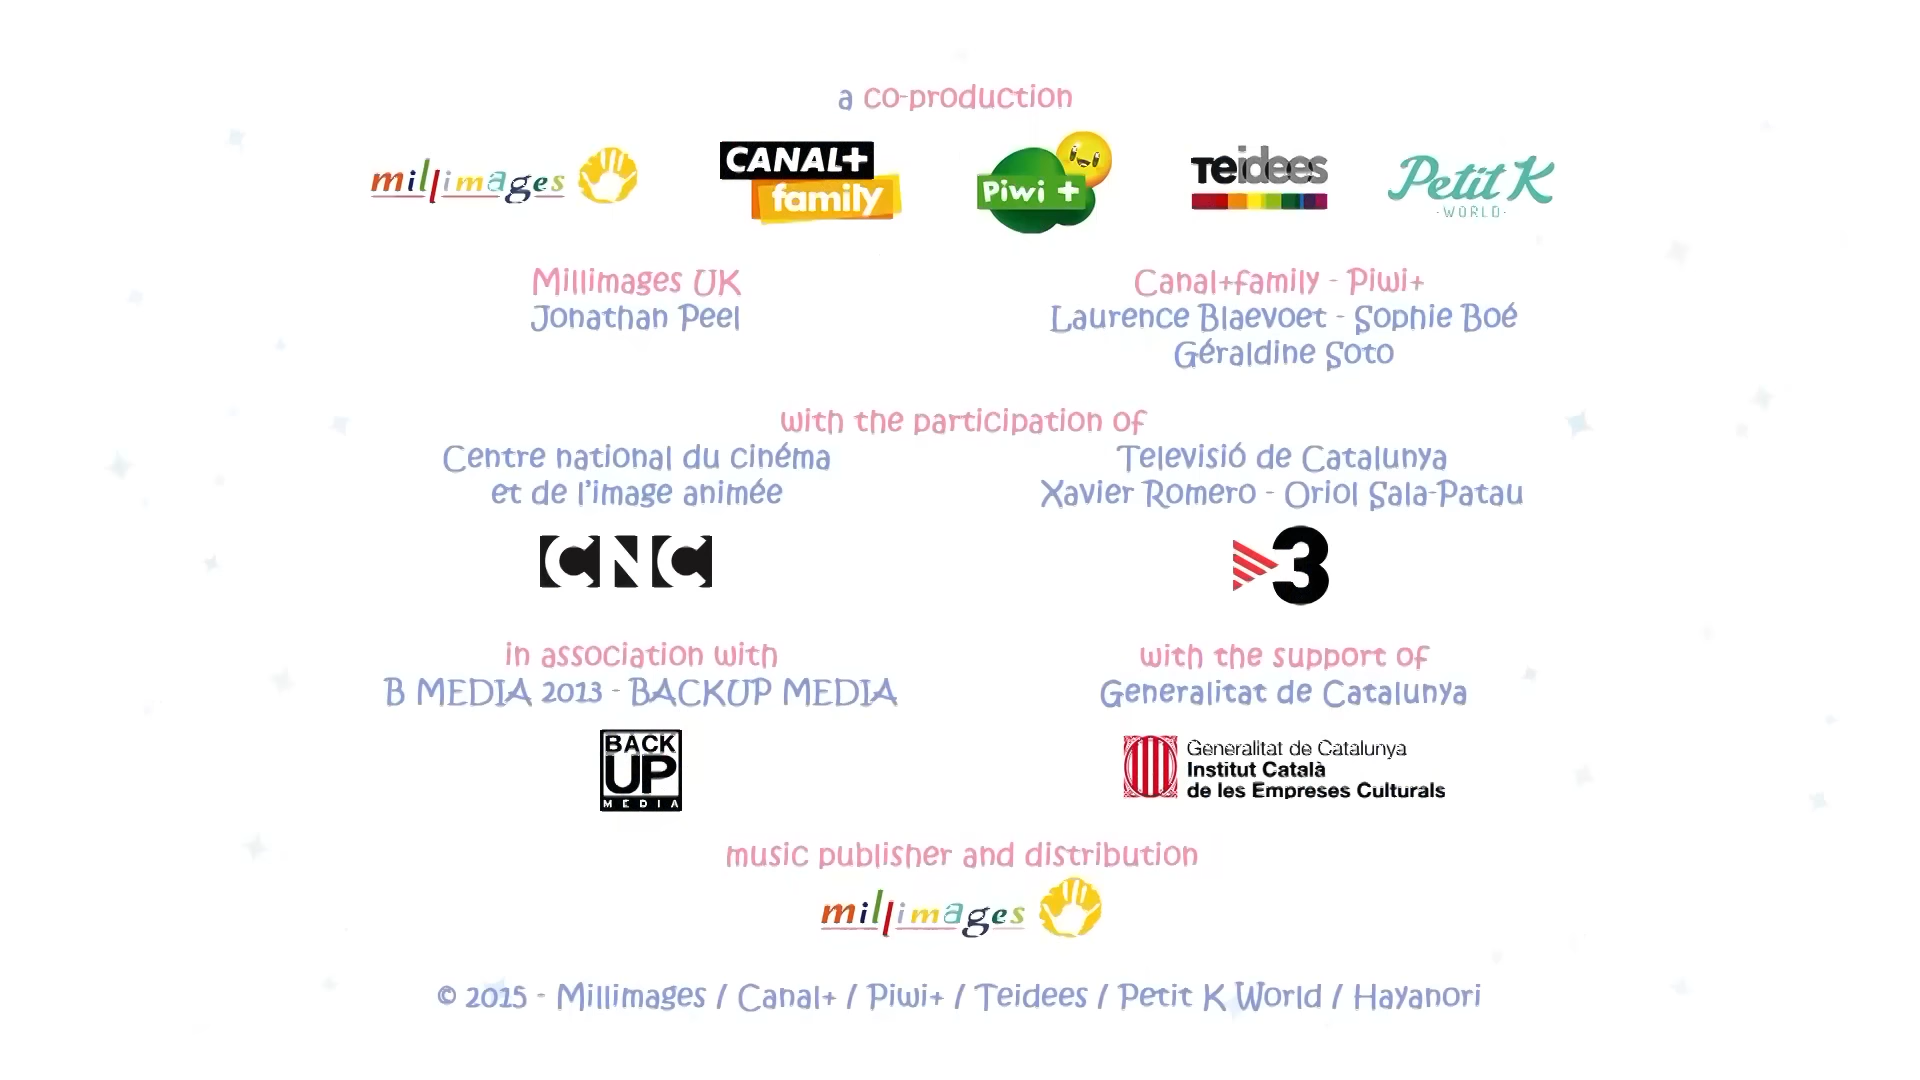 a co-production
millimages
CANAL+
family
Piwi +
Teidees
Petit K
·WORLD·
Millimages UK
Jonathan Peel
Canal+family - Piwi+
Laurence Blaevoet - Sophie Boé
Géraldine Soto
with the participation of
Centre national du cinéma
et de l'image animée
CNC
Televisió de Catalunya
Xavier Romero - Oriol Sala-Patau
3
in association with
B MEDIA 2013 - BACKUP MEDIA
BACK
UP
MEDIA
with the support of
Generalitat de Catalunya
Generalitat de Catalunya
Institut Català
de les Empreses Culturals
music publisher and distribution
millimages
© 2015 - Millimages / Canal+ / Piwi+ / Teidees / Petit K World / Hayanori